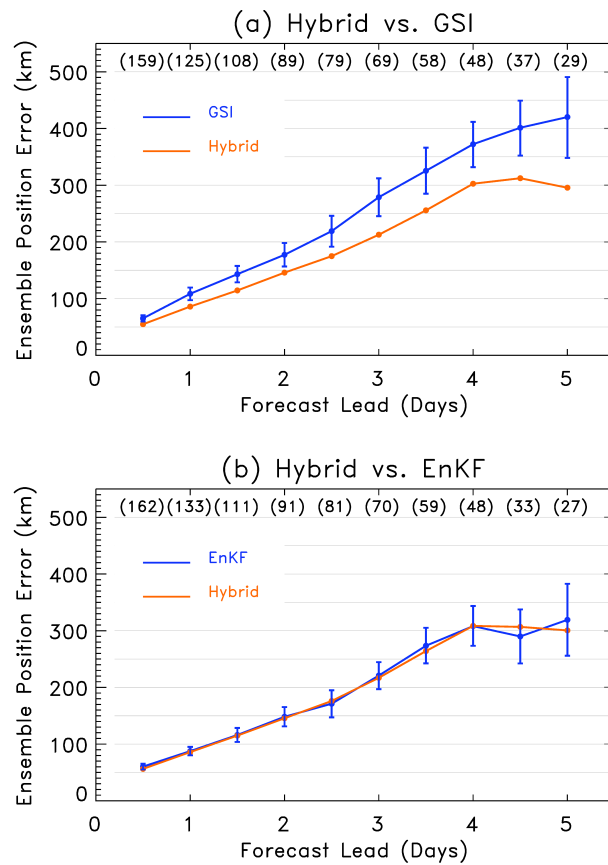 (a) Hybrid vs. GSI
(159) (125) (108) (89) (79) (69) (58) (48) (37) (29)
Ensemble Position Error (km)
500
400
300
200
100
0
GSI
Hybrid
0 1 2 3 4 5
Forecast Lead (Days)
(b) Hybrid vs. EnKF
(162) (133) (111) (91) (81) (70) (59) (48) (33) (27)
Ensemble Position Error (km)
500
400
300
200
100
0
EnKF
Hybrid
0 1 2 3 4 5
Forecast Lead (Days)